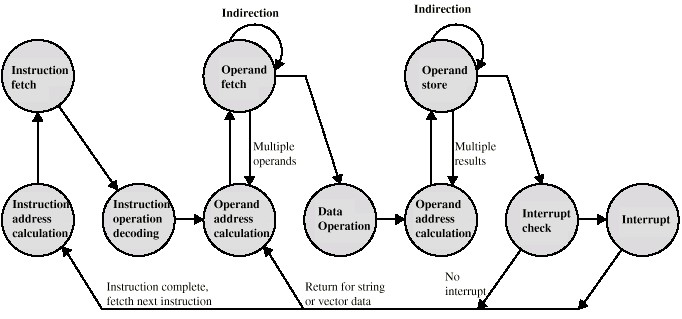 Indirection
Indirection
Instruction
fetch
Operand
fetch
Operand
store
Multiple
operands
Multiple
results
Instruction
address
calculation
Instruction
operation
decoding
Operand
address
calculation
Data
Operation
Operand
address
calculation
Interrupt
check
Interrupt
Instruction complete,
fetcth next instruction
Return for string
or vector data
No
interrupt